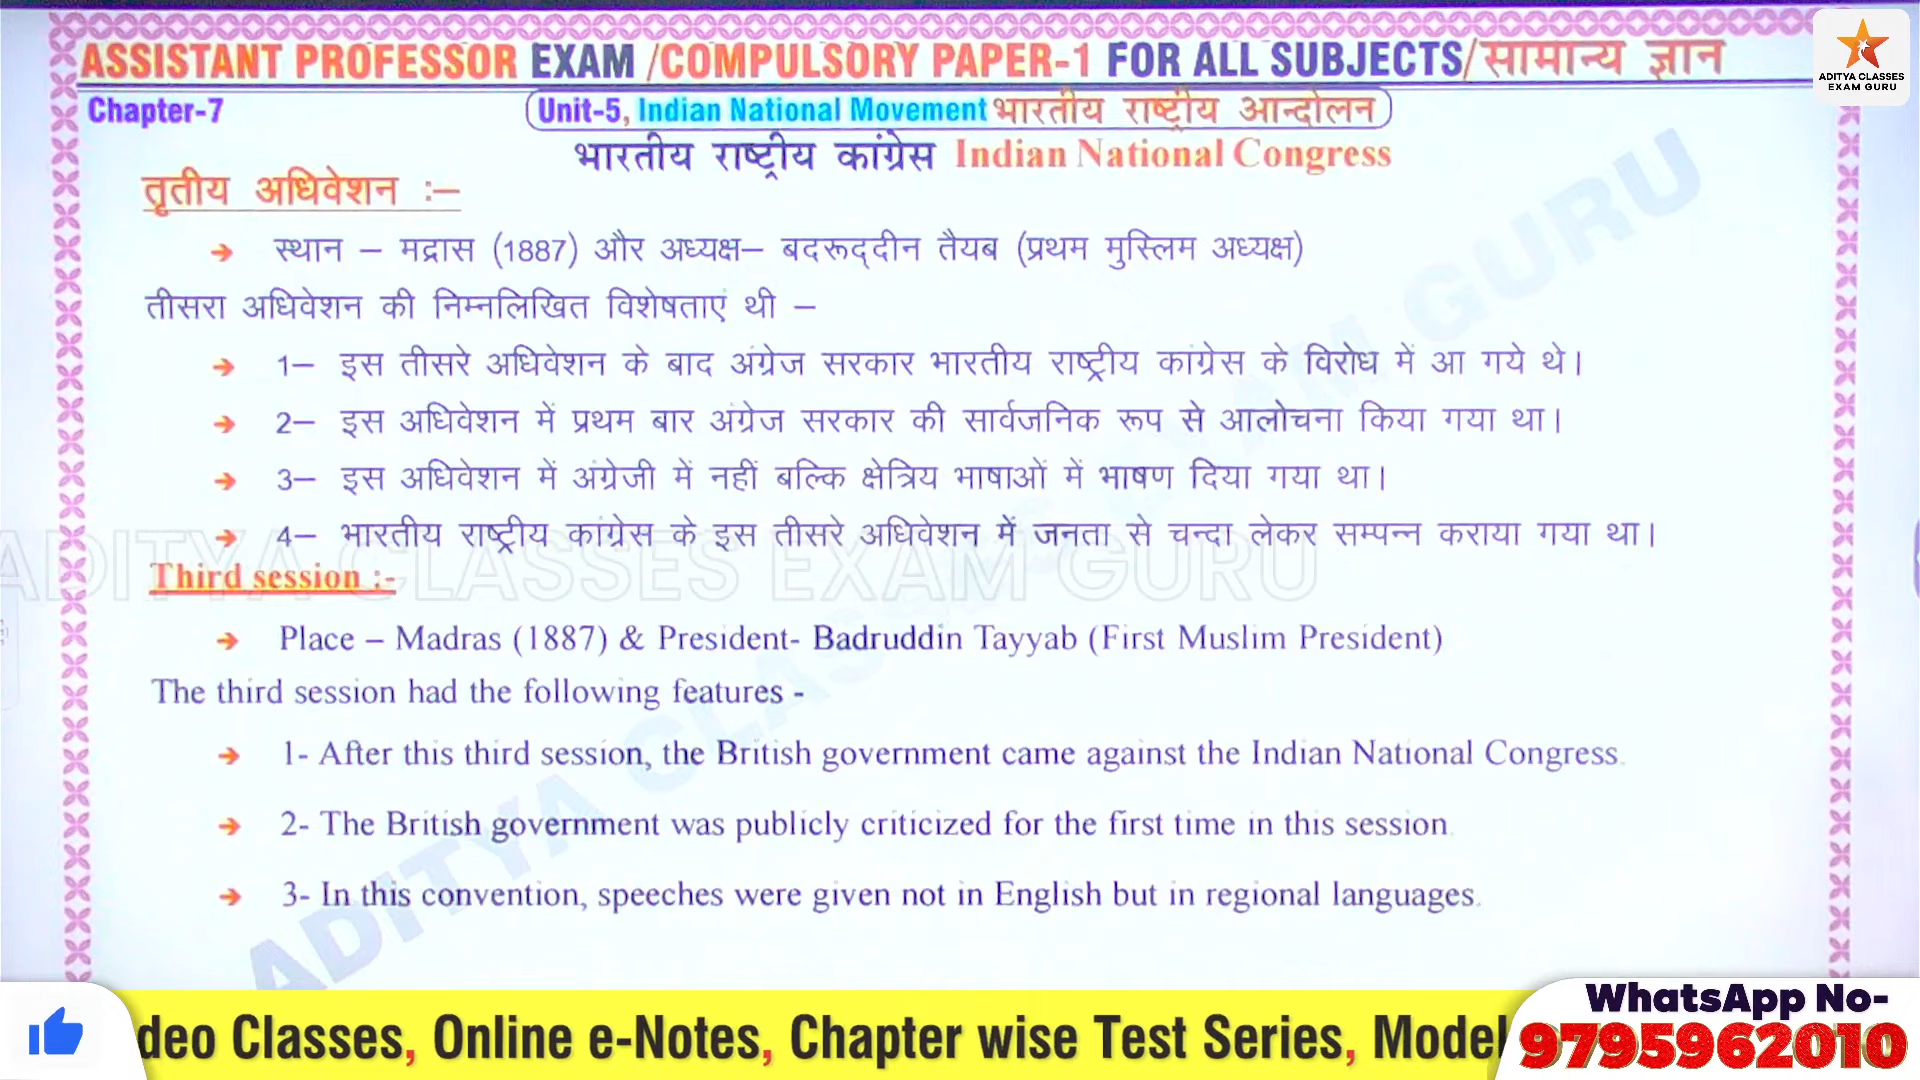 ASSISTANT PROFESSOR EXAM /COMPULSORY PAPER-1 FOR ALL SUBJECTS/सामान्य ज्ञान
ADITYA CLASSES
EXAM GURU
Chapter-7
Unit-5, Indian National Movement भारतीय राष्ट्रीय आन्दोलन
भारतीय राष्ट्रीय कांग्रेस Indian National Congress
तृतीय अधिवेशन :–
➔ स्थान – मद्रास (1887) और अध्यक्ष– बदरूद्दीन तैयब (प्रथम मुस्लिम अध्यक्ष)
तीसरा अधिवेशन की निम्नलिखित विशेषताएं थी –
➔ 1– इस तीसरे अधिवेशन के बाद अंग्रेज सरकार भारतीय राष्ट्रीय कांग्रेस के विरोध में आ गये थे।
➔ 2– इस अधिवेशन में प्रथम बार अंग्रेज सरकार की सार्वजनिक रूप से आलोचना किया गया था।
➔ 3– इस अधिवेशन में अंग्रेजी में नहीं बल्कि क्षेत्रिय भाषाओं में भाषण दिया गया था।
➔ 4– भारतीय राष्ट्रीय कांग्रेस के इस तीसरे अधिवेशन में जनता से चन्दा लेकर सम्पन्न कराया गया था।
ADITYA CLASSES EXAM GURU
Third session :-
➔ Place – Madras (1887) & President- Badruddin Tayyab (First Muslim President)
The third session had the following features -
➔ 1- After this third session, the British government came against the Indian National Congress.
➔ 2- The British government was publicly criticized for the first time in this session.
➔ 3- In this convention, speeches were given not in English but in regional languages.
ADITYA CLASSES EXAM GURU
deo Classes, Online e-Notes, Chapter wise Test Series, Model
WhatsApp No-
9795962010